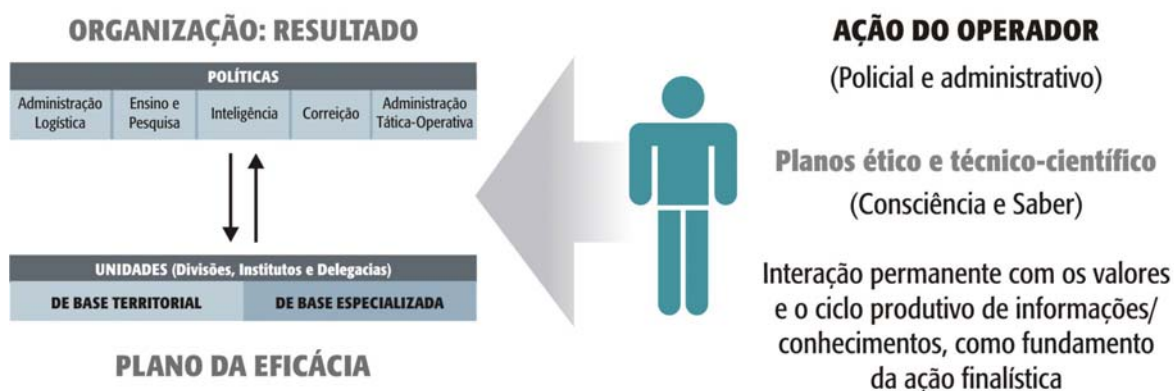 ORGANIZAÇÃO: RESULTADO
POLÍTICAS
Administração
Logística
Ensino e
Pesquisa
Inteligência
Correição
Administração
Tática-Operativa
UNIDADES (Divisões, Institutos e Delegacias)
DE BASE TERRITORIAL
DE BASE ESPECIALIZADA
PLANO DA EFICÁCIA
AÇÃO DO OPERADOR
(Policial e administrativo)
Planos ético e técnico-científico
(Consciência e Saber)
Interação permanente com os valores
e o ciclo produtivo de informações/
conhecimentos, como fundamento
da ação finalística